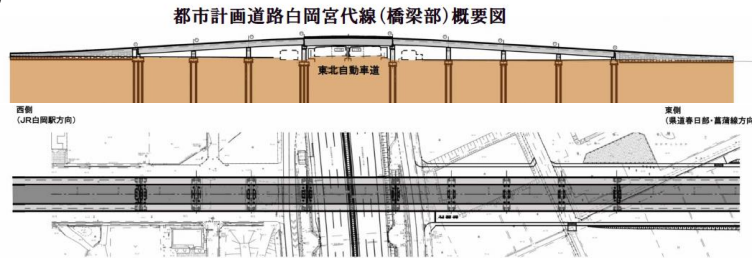 都市計画道路白岡宮代線(橋梁部)概要図
東北自動車道
西側
(JR白岡駅方向)
東側
(県道春日部・菖蒲線方向)